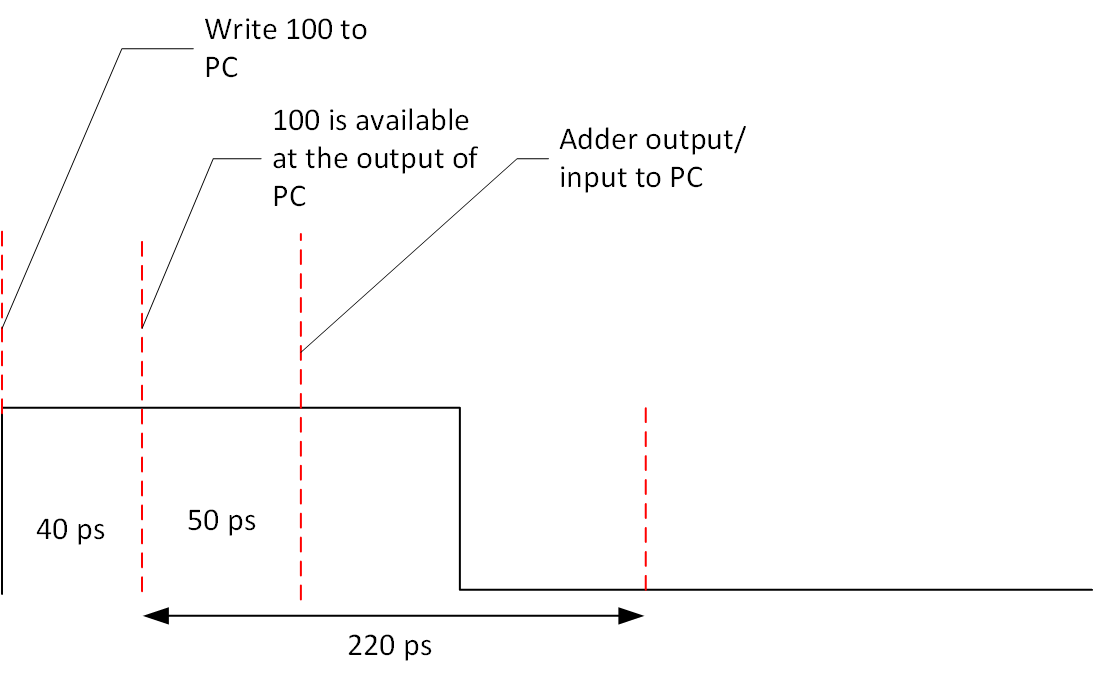 Write 100 to
PC
100 is available
at the output of
PC
Adder output/
input to PC
40 ps
50 ps
220 ps